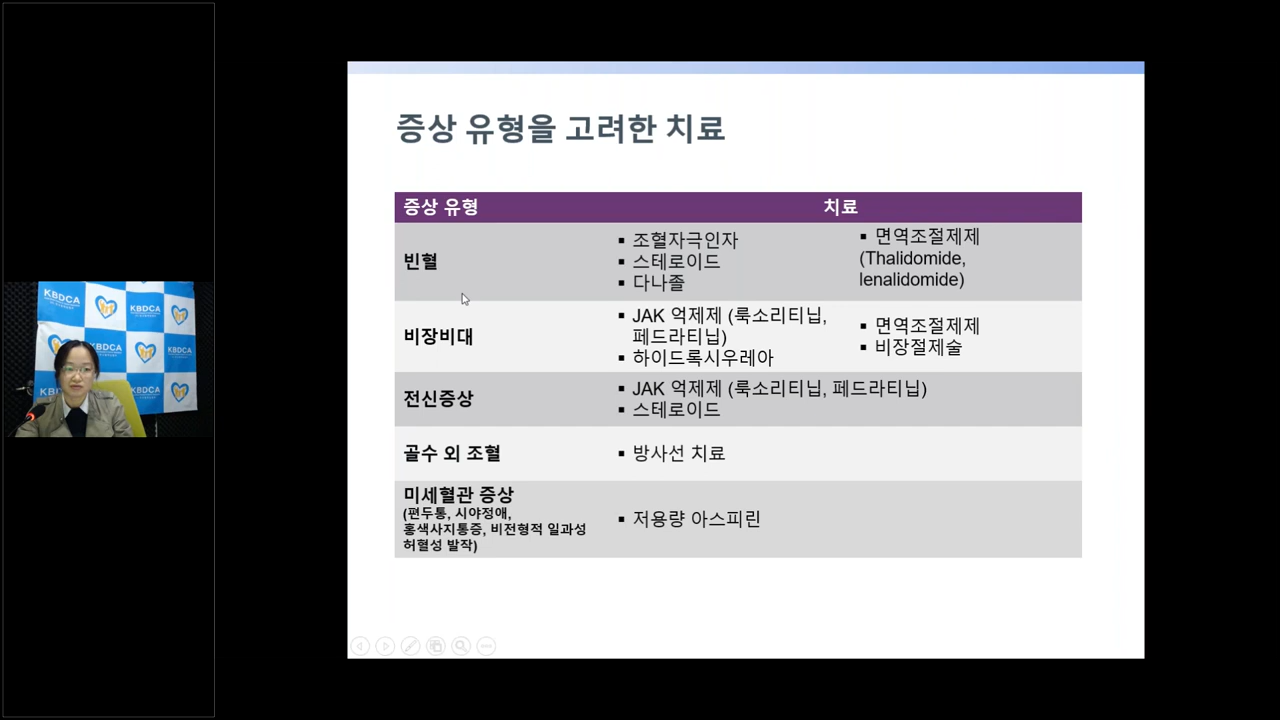 증상 유형을 고려한 치료
증상 유형
치료
빈혈
▪ 조혈자극인자
▪ 스테로이드
▪ 다나졸
▪ 면역조절제제
(Thalidomide,
lenalidomide)
비장비대
▪ JAK 억제제 (룩소리티닙,
페드라티닙)
▪ 하이드록시우레아
▪ 면역조절제제
▪ 비장절제술
전신증상
▪ JAK 억제제 (룩소리티닙, 페드라티닙)
▪ 스테로이드
골수 외 조혈
▪ 방사선 치료
미세혈관 증상
(편두통, 시야정애,
홍색사지통증, 비전형적 일과성
허혈성 발작)
▪ 저용량 아스피린
KBDCA
KBDCA
KBDCA
KBDCA